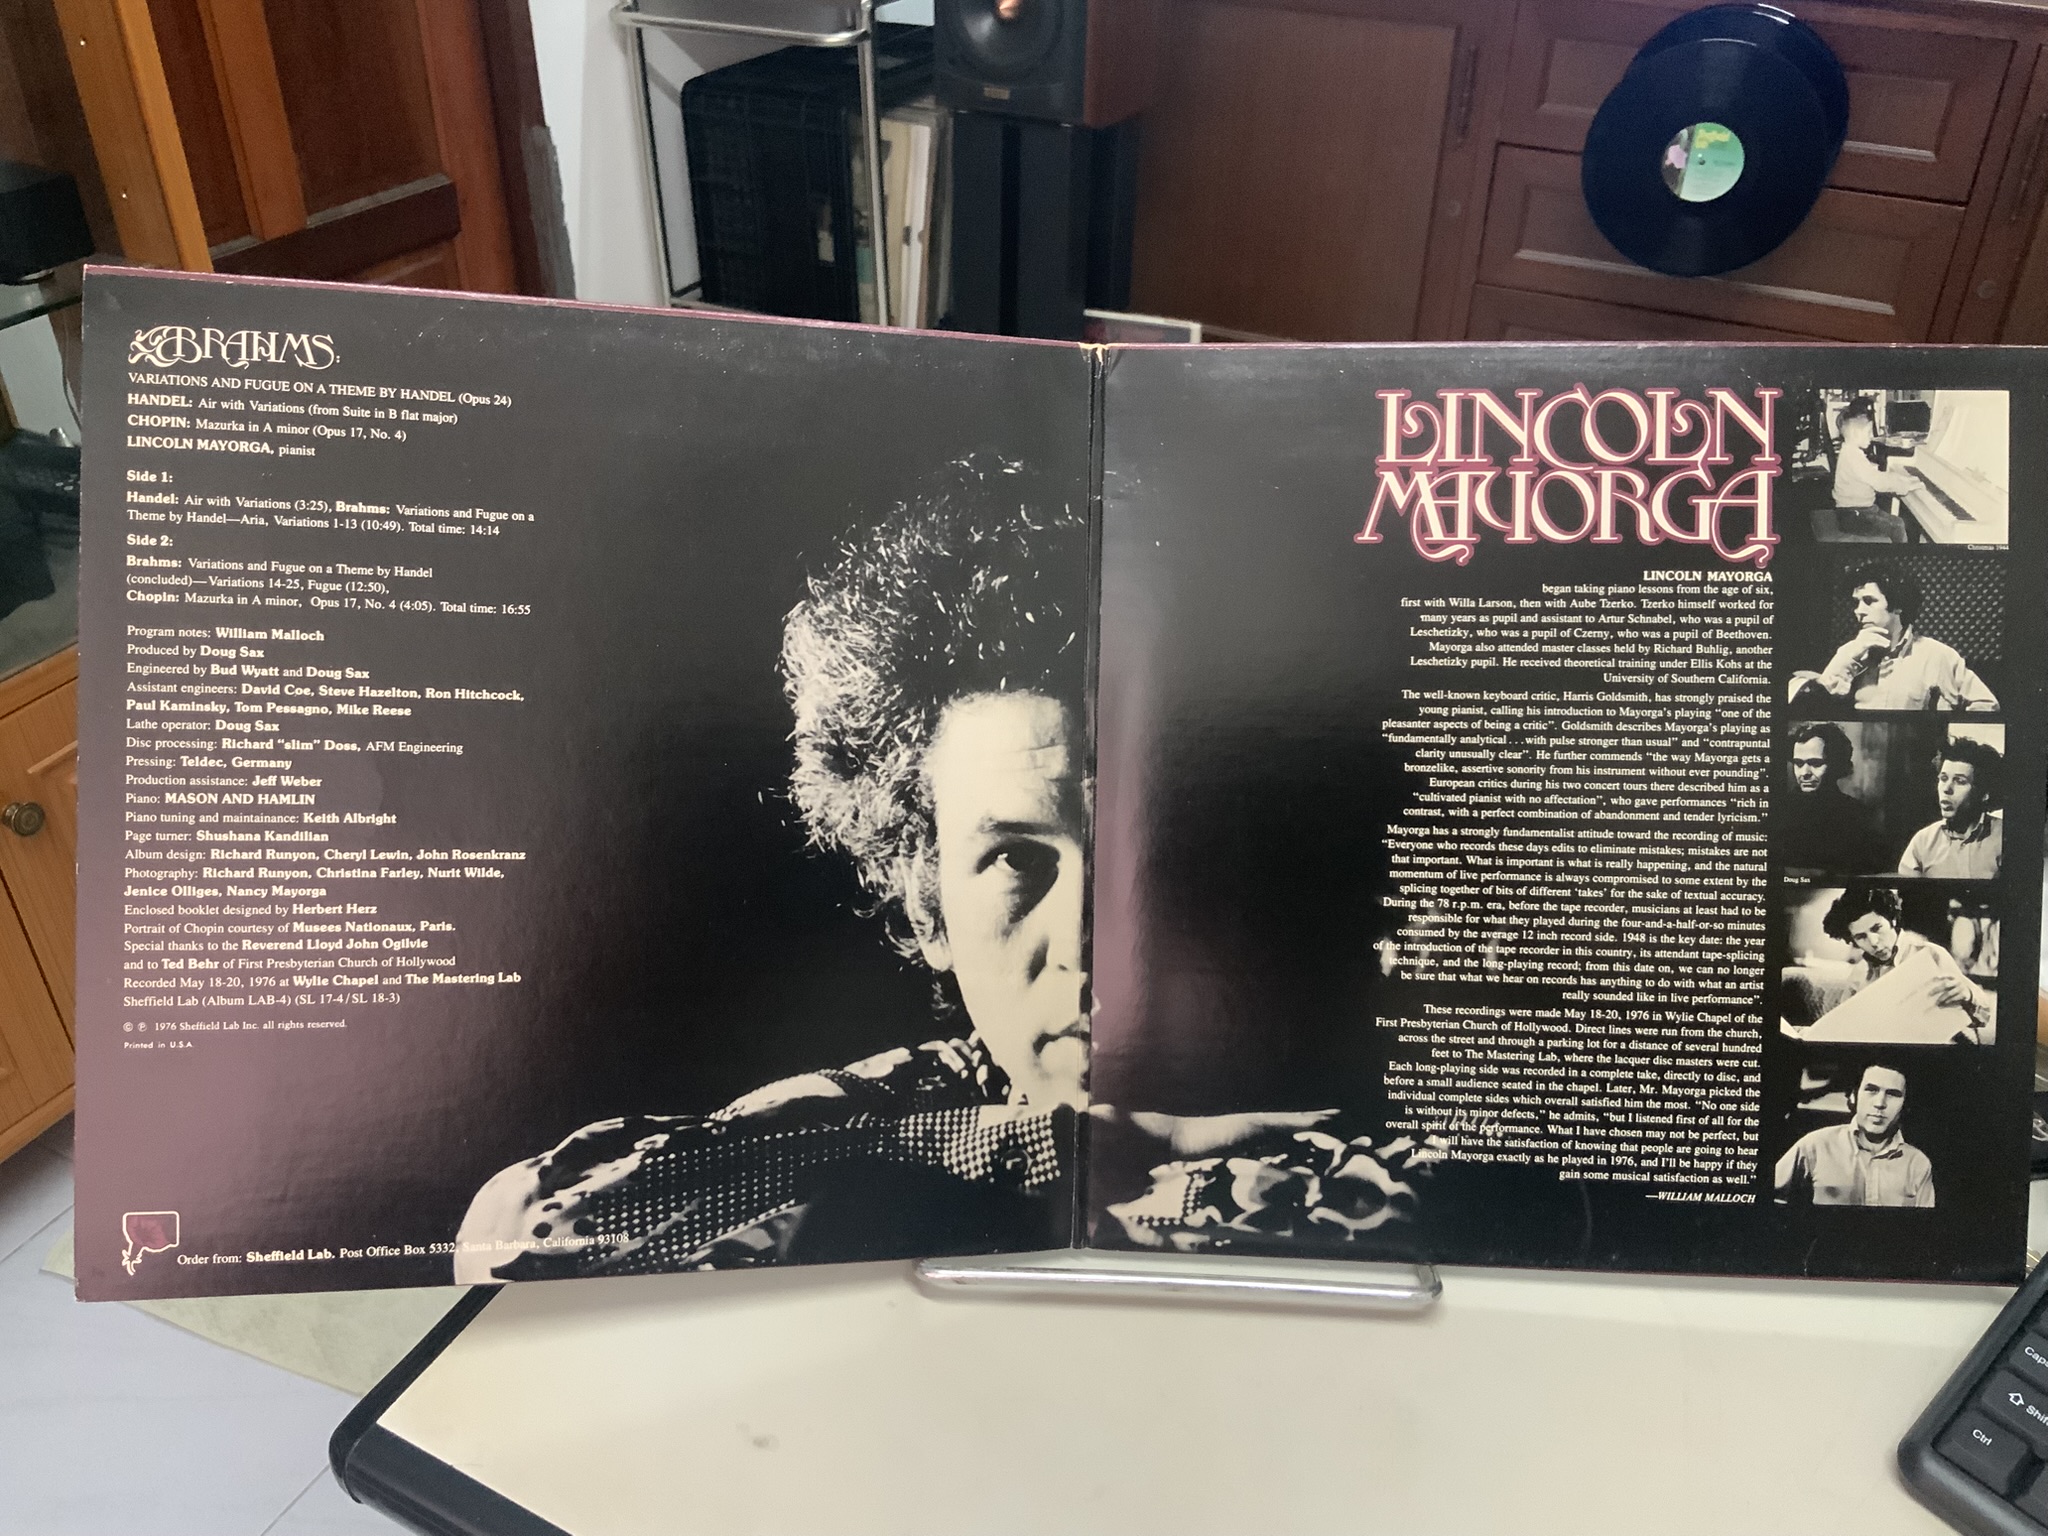 BRAHMS:
VARIATIONS AND FUGUE ON A THEME BY HANDEL (Opus 24)
HANDEL: Air with Variations (from Suite in B flat major)
CHOPIN: Mazurka in A minor (Opus 17, No. 4)
LINCOLN MAYORGA, pianist
Side 1:
Handel: Air with Variations (3:25), Brahms: Variations and Fugue on a
Theme by Handel—Aria, Variations 1-13 (10:49). Total time: 14:14
Side 2:
Brahms: Variations and Fugue on a Theme by Handel
(concluded)—Variations 14-25, Fugue (12:50),
Chopin: Mazurka in A minor, Opus 17, No. 4 (4:05). Total time: 16:55
Program notes: William Malloch
Produced by Doug Sax
Engineered by Bud Wyatt and Doug Sax
Assistant engineers: David Coe, Steve Hazelton, Ron Hitchcock,
Paul Kaminsky, Tom Pessagno, Mike Reese
Lathe operator: Doug Sax
Disc processing: Richard "slim" Doss, AFM Engineering
Pressing: Teldec, Germany
Production assistance: Jeff Weber
Piano: MASON AND HAMLIN
Piano tuning and maintainance: Keith Albright
Page turner: Shushana Kandilian
Album design: Richard Runyon, Cheryl Lewin, John Rosenkranz
Photography: Richard Runyon, Christina Farley, Nurit Wilde,
Jenice Olliges, Nancy Mayorga
Enclosed booklet designed by Herbert Herz
Portrait of Chopin courtesy of Musees Nationaux, Paris.
Special thanks to the Reverend Lloyd John Ogilvie
and to Ted Behr of First Presbyterian Church of Hollywood
Recorded May 18-20, 1976 at Wylie Chapel and The Mastering Lab
Sheffield Lab (Album LAB-4) (SL 17-4/SL 18-3)
© ℗ 1976 Sheffield Lab Inc. all rights reserved.
Printed in U.S.A.
Order from: Sheffield Lab. Post Office Box 5332, Santa Barbara, California 93108
LINCOLN
MAYORGA
Christmas 1944
LINCOLN MAYORGA
began taking piano lessons from the age of six,
first with Willa Larson, then with Aube Tzerko. Tzerko himself worked for
many years as pupil and assistant to Artur Schnabel, who was a pupil of
Leschetizky, who was a pupil of Czerny, who was a pupil of Beethoven.
Mayorga also attended master classes held by Richard Buhlig, another
Leschetizky pupil. He received theoretical training under Ellis Kohs at the
University of Southern California.
The well-known keyboard critic, Harris Goldsmith, has strongly praised the
young pianist, calling his introduction to Mayorga's playing "one of the
pleasanter aspects of being a critic". Goldsmith describes Mayorga's playing as
"fundamentally analytical ... with pulse stronger than usual" and "contrapuntal
clarity unusually clear". He further commends "the way Mayorga gets a
bronzelike, assertive sonority from his instrument without ever pounding".
European critics during his two concert tours there described him as a
"cultivated pianist with no affectation", who gave performances "rich in
contrast, with a perfect combination of abandonment and tender lyricism."
Mayorga has a strongly fundamentalist attitude toward the recording of music:
"Everyone who records these days edits to eliminate mistakes; mistakes are not
that important. What is important is what is really happening, and the natural
momentum of live performance is always compromised to some extent by the
splicing together of bits of different 'takes' for the sake of textual accuracy.
During the 78 r.p.m. era, before the tape recorder, musicians at least had to be
responsible for what they played during the four-and-a-half-or-so minutes
consumed by the average 12 inch record side. 1948 is the key date: the year
of the introduction of the tape recorder in this country, its attendant tape-splicing
technique, and the long-playing record; from this date on, we can no longer
be sure that what we hear on records has anything to do with what an artist
really sounded like in live performance".
These recordings were made May 18-20, 1976 in Wylie Chapel of the
First Presbyterian Church of Hollywood. Direct lines were run from the church,
across the street and through a parking lot for a distance of several hundred
feet to The Mastering Lab, where the lacquer disc masters were cut.
Each long-playing side was recorded in a complete take, directly to disc, and
before a small audience seated in the chapel. Later, Mr. Mayorga picked the
individual complete sides which overall satisfied him the most. "No one side
is without its minor defects," he admits, "but I listened first of all for the
overall spirit of the performance. What I have chosen may not be perfect, but
I will have the satisfaction of knowing that people are going to hear
Lincoln Mayorga exactly as he played in 1976, and I'll be happy if they
gain some musical satisfaction as well."
—WILLIAM MALLOCH
Doug Sax
Caps
Shift
Ctrl